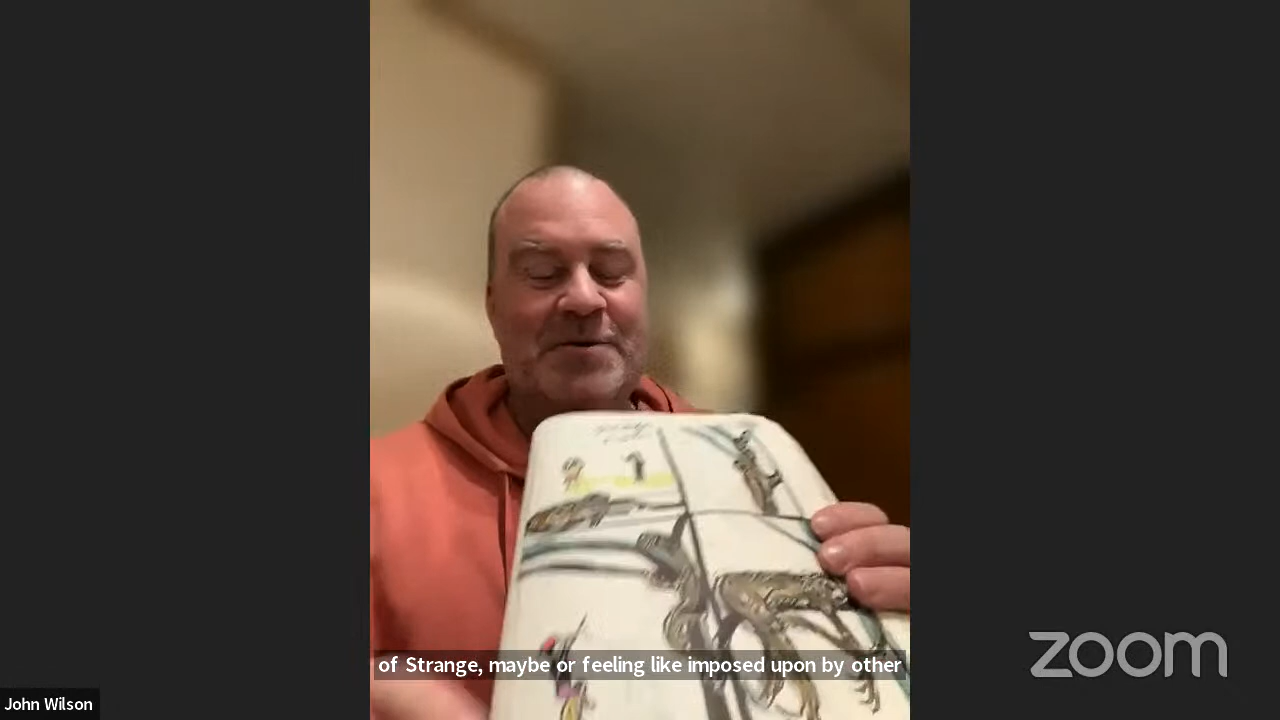 of Strange, maybe or feeling like imposed upon by other
John Wilson
zoom